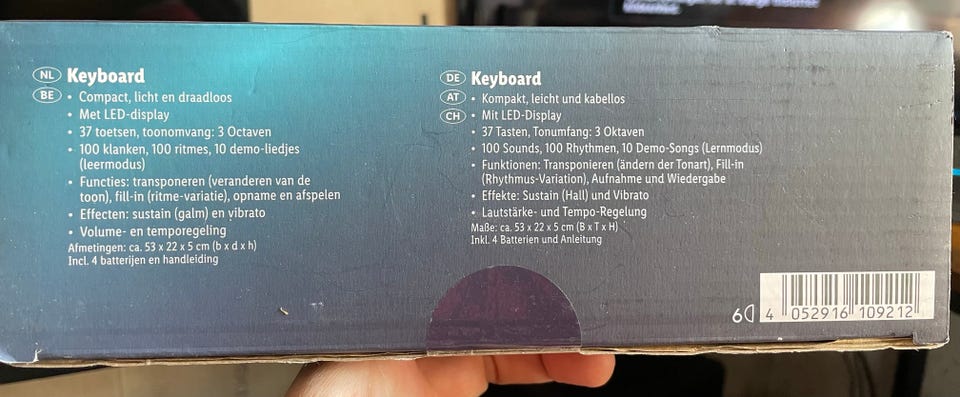 NL Keyboard
BE • Compact, licht en draadloos
• Met LED-display
• 37 toetsen, toonomvang: 3 Octaven
• 100 klanken, 100 ritmes, 10 demo-liedjes
(leermodus)
• Functies: transponeren (veranderen van de
toon), fill-in (ritme-variatie), opname en afspelen
• Effecten: sustain (galm) en vibrato
• Volume- en temporegeling
Afmetingen: ca. 53 x 22 x 5 cm (b x d x h)
Incl. 4 batterijen en handleiding
DE Keyboard
AT • Kompakt, leicht und kabellos
CH • Mit LED-Display
• 37 Tasten, Tonumfang: 3 Oktaven
• 100 Sounds, 100 Rhythmen, 10 Demo-Songs (Lernmodus)
• Funktionen: Transponieren (ändern der Tonart), Fill-in
(Rhythmus-Variation), Aufnahme und Wiedergabe
• Effekte: Sustain (Hall) und Vibrato
• Lautstärke- und Tempo-Regelung
Maße: ca. 53 x 22 x 5 cm (B x T x H)
Inkl. 4 Batterien und Anleitung
6
4 052916 109212